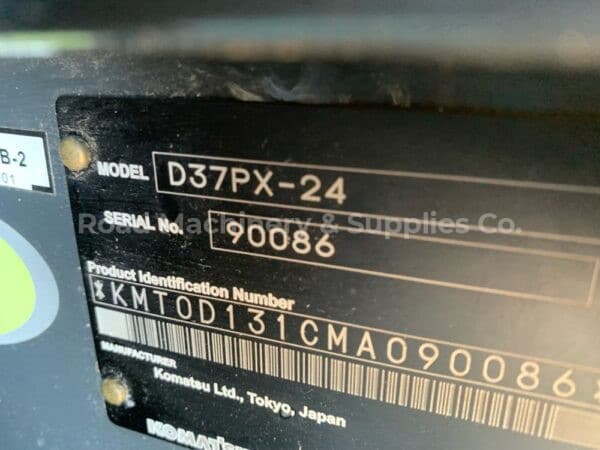 B-2
01
MODEL D37PX-24
Road Machinery & Supplies Co.
SERIAL No. 90086
Product Identification Number
*KMT0D131CMA090086*
MANUFACTURER
Komatsu Ltd., Tokyo, Japan